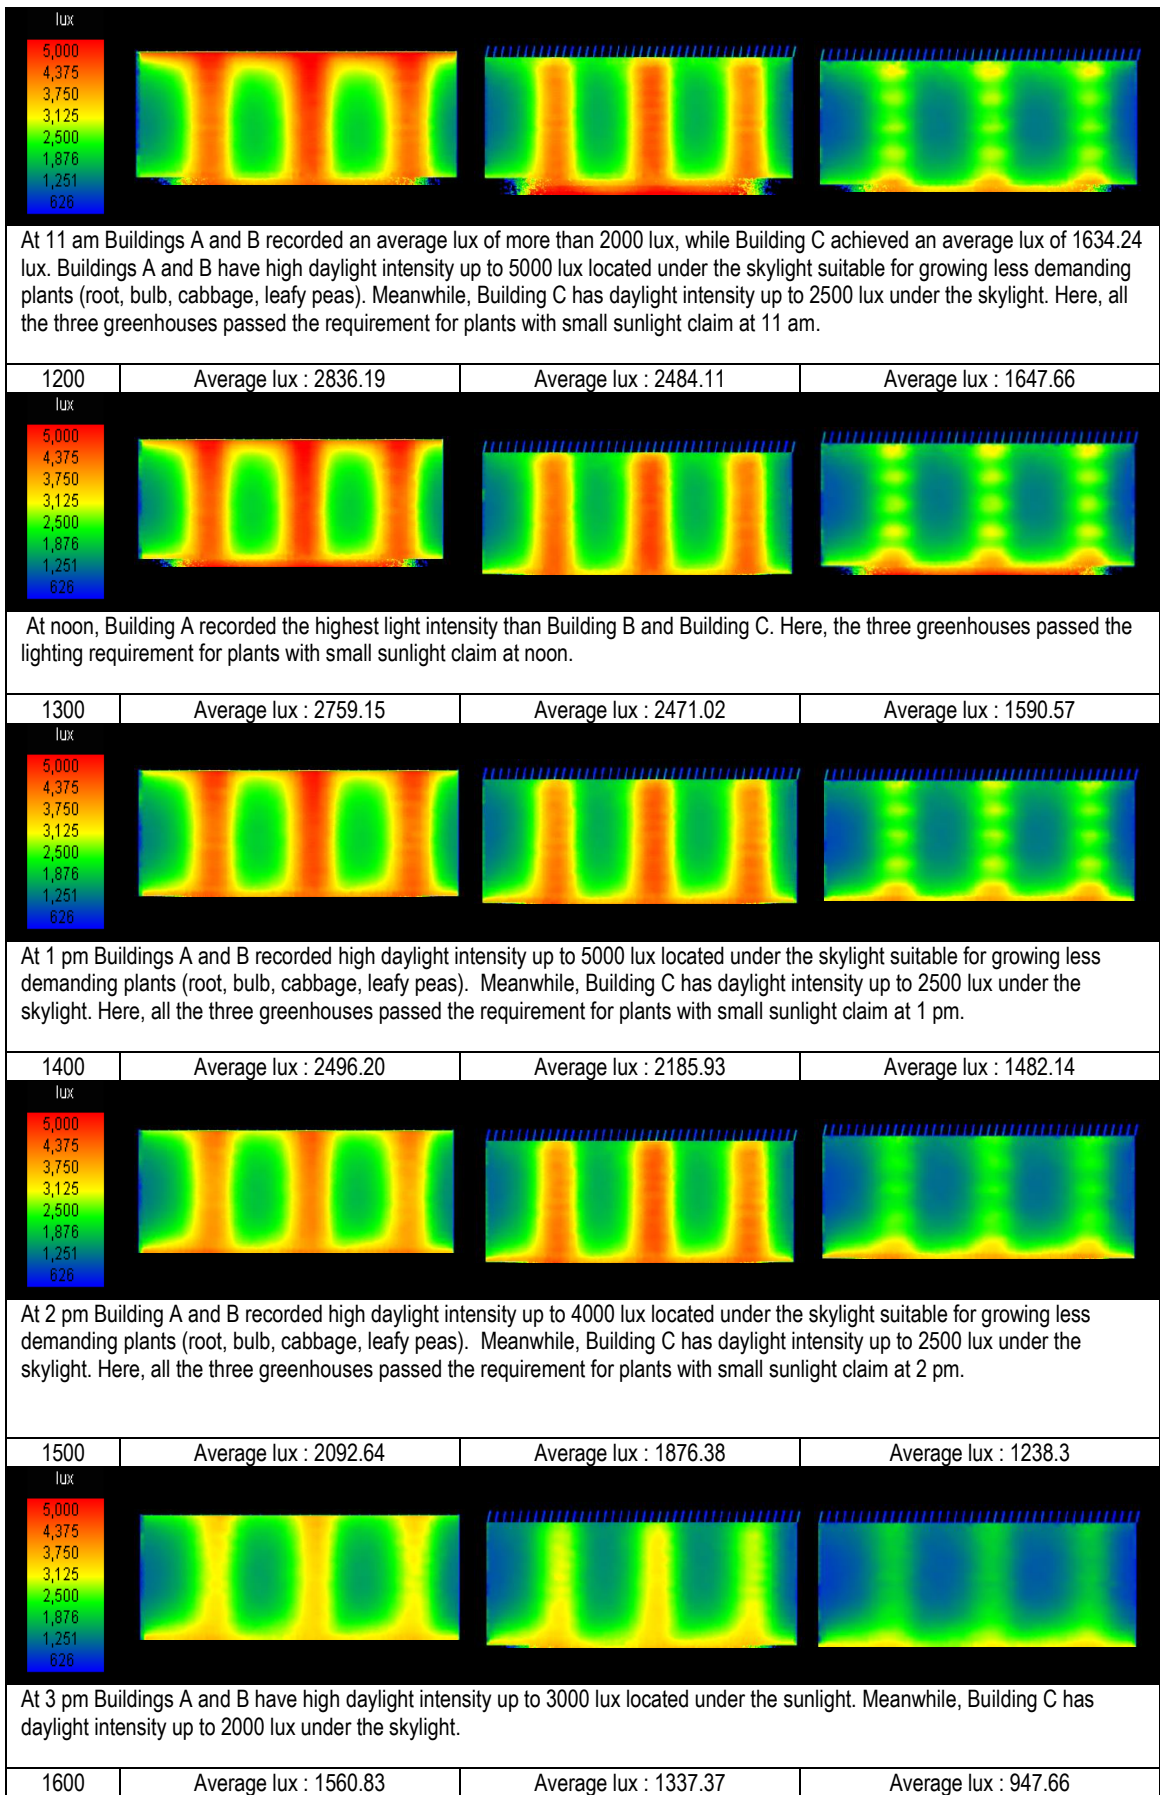 lux
5,000
4,375
3,750
3,125
2,500
1,876
1,251
626
At 11 am Buildings A and B recorded an average lux of more than 2000 lux, while Building C achieved an average lux of 1634.24
lux. Buildings A and B have high daylight intensity up to 5000 lux located under the skylight suitable for growing less demanding
plants (root, bulb, cabbage, leafy peas). Meanwhile, Building C has daylight intensity up to 2500 lux under the skylight. Here, all
the three greenhouses passed the requirement for plants with small sunlight claim at 11 am.
1200 Average lux : 2836.19 Average lux : 2484.11 Average lux : 1647.66
lux
5,000
4,375
3,750
3,125
2,500
1,876
1,251
626
At noon, Building A recorded the highest light intensity than Building B and Building C. Here, the three greenhouses passed the
lighting requirement for plants with small sunlight claim at noon.
1300 Average lux : 2759.15 Average lux : 2471.02 Average lux : 1590.57
lux
5,000
4,375
3,750
3,125
2,500
1,876
1,251
626
At 1 pm Buildings A and B recorded high daylight intensity up to 5000 lux located under the skylight suitable for growing less
demanding plants (root, bulb, cabbage, leafy peas). Meanwhile, Building C has daylight intensity up to 2500 lux under the
skylight. Here, all the three greenhouses passed the requirement for plants with small sunlight claim at 1 pm.
1400 Average lux : 2496.20 Average lux : 2185.93 Average lux : 1482.14
lux
5,000
4,375
3,750
3,125
2,500
1,876
1,251
626
At 2 pm Building A and B recorded high daylight intensity up to 4000 lux located under the skylight suitable for growing less
demanding plants (root, bulb, cabbage, leafy peas). Meanwhile, Building C has daylight intensity up to 2500 lux under the
skylight. Here, all the three greenhouses passed the requirement for plants with small sunlight claim at 2 pm.
1500 Average lux : 2092.64 Average lux : 1876.38 Average lux : 1238.3
lux
5,000
4,375
3,750
3,125
2,500
1,876
1,251
626
At 3 pm Buildings A and B have high daylight intensity up to 3000 lux located under the sunlight. Meanwhile, Building C has
daylight intensity up to 2000 lux under the skylight.
1600 Average lux : 1560.83 Average lux : 1337.37 Average lux : 947.66